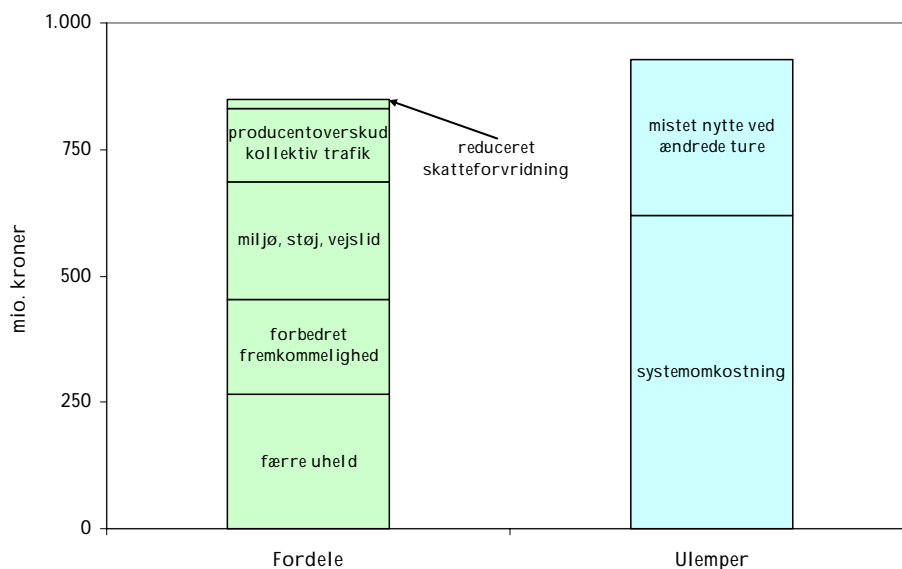 1.000
750
500
250
0
mio. kroner
producentoverskud
kollektiv trafik
miljø, støj, vejslid
forbedret
fremkommelighed
færre uheld
reduceret
skatteforvridning
mistet nytte ved
ændrede ture
systemomkostning
Fordele
Ulemper